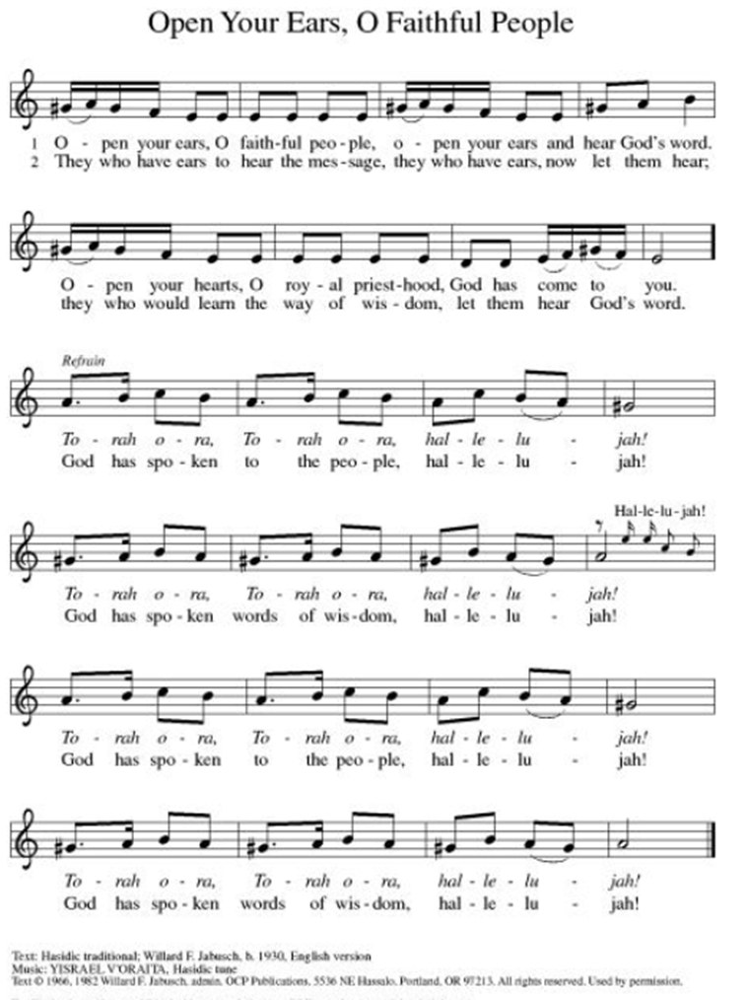 Open Your Ears, O Faithful People
1 O - pen your ears, O faith-ful peo-ple, o - pen your ears and hear God's word.
2 They who have ears to hear the mes-sage, they who have ears, now let them hear;
O - pen your hearts, O roy - al priest-hood, God has come to you.
they who would learn the way of wis - dom, let them hear God's word.
Refrain
To - rah o - ra, To - rah o - ra, hal - le - lu - jah!
God has spo - ken to the peo - ple, hal - le - lu - jah!
Hal-le-lu-jah!
To - rah o - ra, To - rah o - ra, hal - le - lu - jah!
God has spo - ken words of wis - dom, hal - le - lu - jah!
To - rah o - ra, To - rah o - ra, hal - le - lu - jah!
God has spo - ken to the peo - ple, hal - le - lu - jah!
To - rah o - ra, To - rah o - ra, hal - le - lu - jah!
God has spo - ken words of wis - dom, hal - le - lu - jah!
Text: Hasidic traditional; Willard F. Jabusch, b. 1930, English version
Music: YISRAEL V'ORAITA, Hasidic tune
Text © 1966, 1982 Willard F. Jabusch, admin. OCP Publications, 5536 NE Hassalo, Portland, OR 97213. All rights reserved. Used by permission.